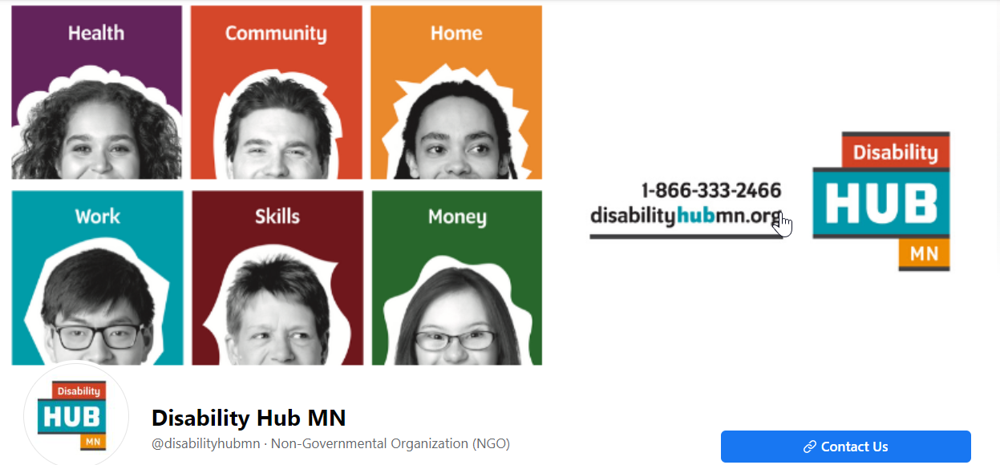 Health
Community
Home
Work
Skills
Money
1-866-333-2466
disabilityhubmn.org
Disability
HUB
MN
Disability
HUB
MN
Disability Hub MN
@disabilityhubmn · Non-Governmental Organization (NGO)
Contact Us